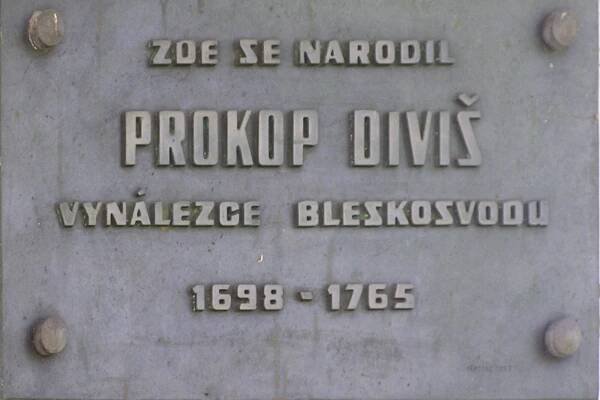 ZDE SE NARODIL
PROKOP DIVIŠ
VYNÁLEZCE BLESKOSVODU
1698 - 1765